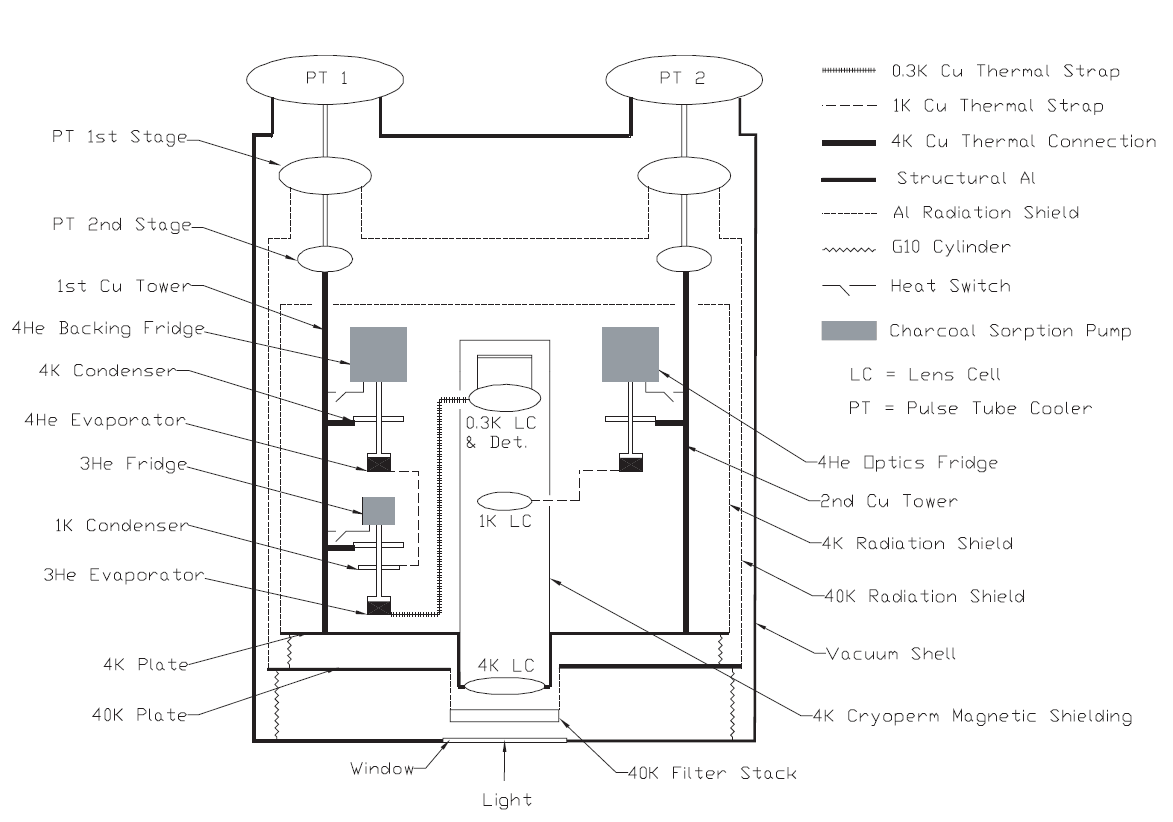 PT 1
PT 2
PT 1st Stage
PT 2nd Stage
1st Cu Tower
4He Backing Fridge
4K Condenser
4He Evaporator
3He Fridge
1K Condenser
3He Evaporator
4K Plate
40K Plate
0.3K LC
& Det.
1K LC
4K LC
Window
Light
0.3K Cu Thermal Strap
1K Cu Thermal Strap
4K Cu Thermal Connection
Structural Al
Al Radiation Shield
G10 Cylinder
Heat Switch
Charcoal Sorption Pump
LC = Lens Cell
PT = Pulse Tube Cooler
4He Optics Fridge
2nd Cu Tower
4K Radiation Shield
40K Radiation Shield
Vacuum Shell
4K Cryoperm Magnetic Shielding
40K Filter Stack